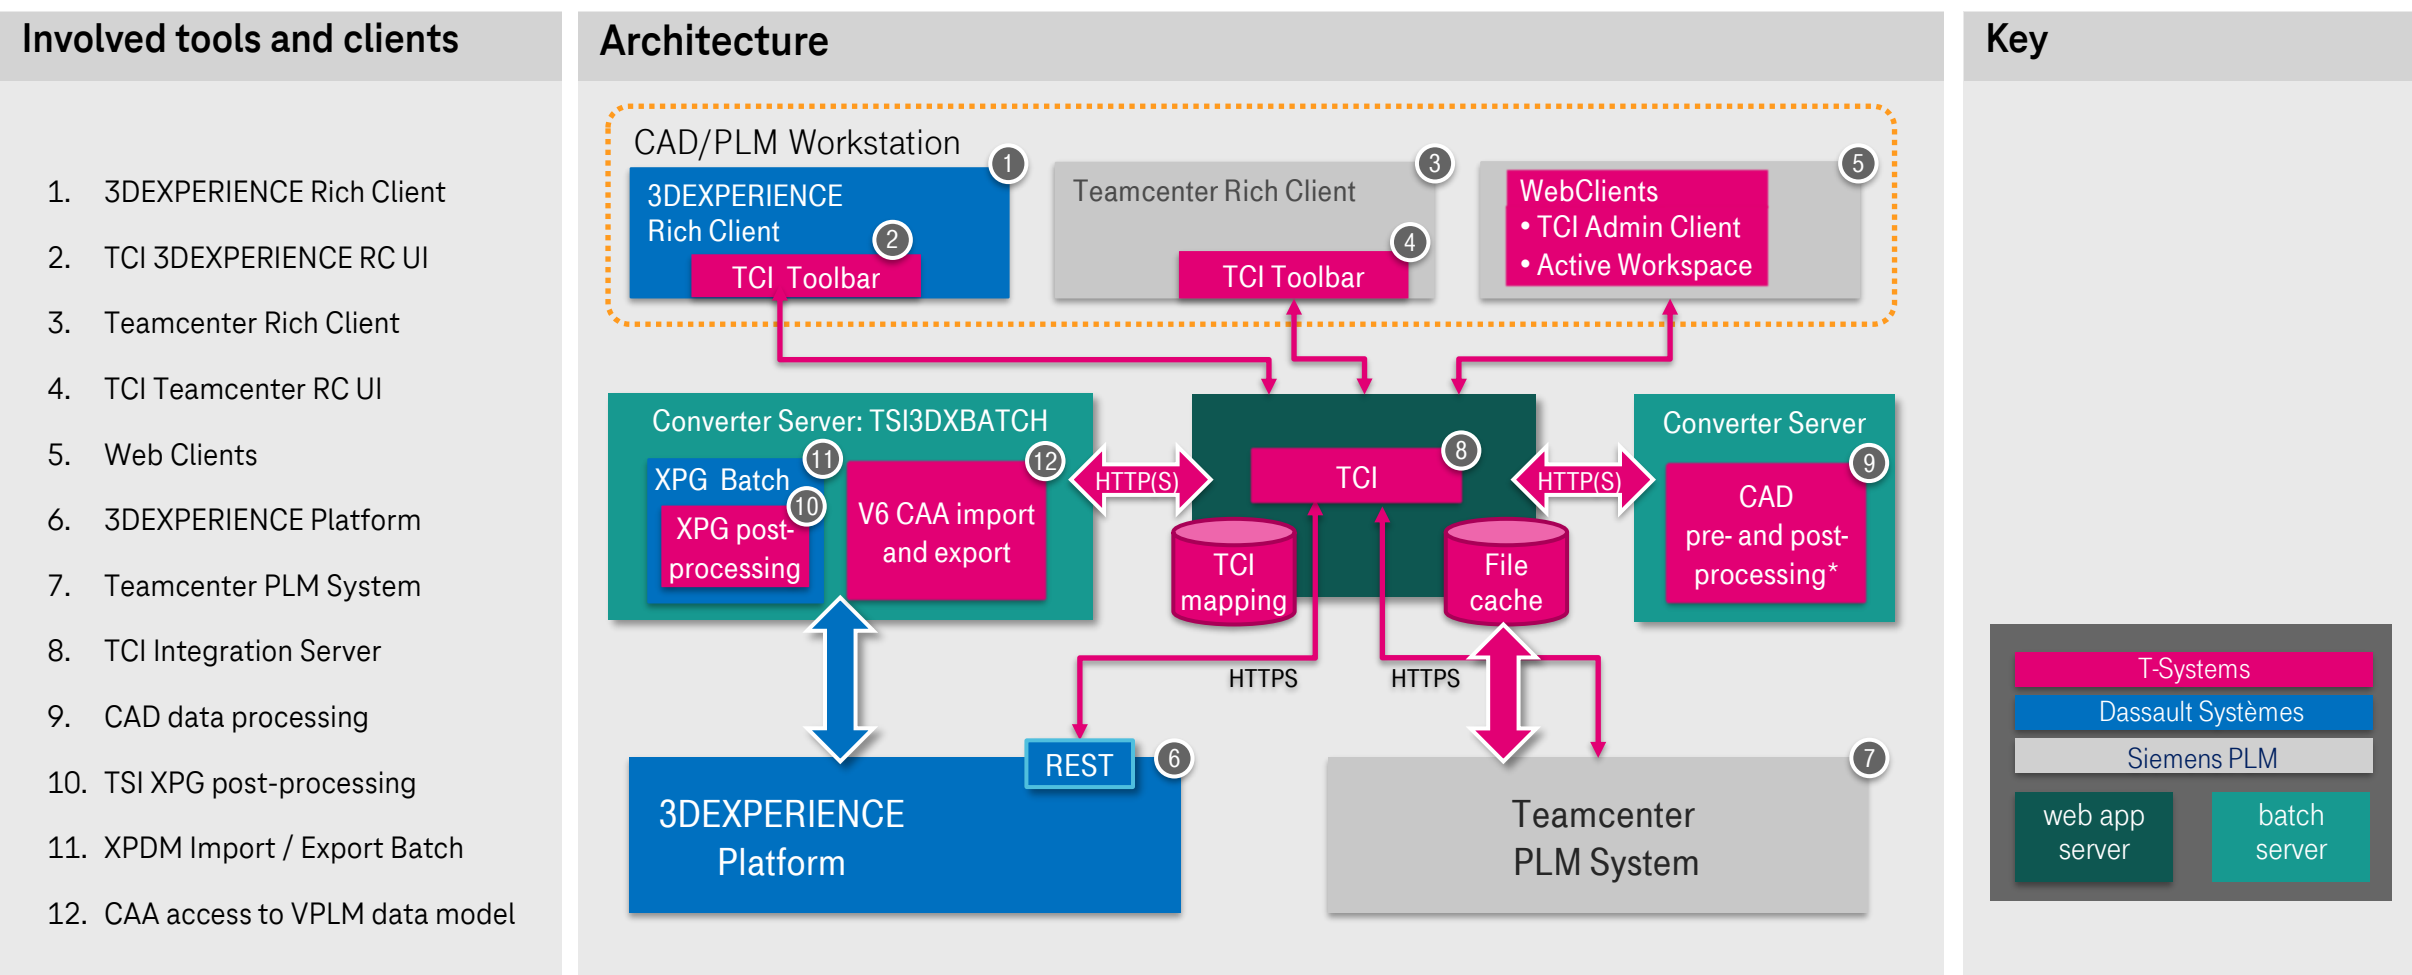 Involved tools and clients
1. 3DEXPERIENCE Rich Client
2. TCI 3DEXPERIENCE RC UI
3. Teamcenter Rich Client
4. TCI Teamcenter RC UI
5. Web Clients
6. 3DEXPERIENCE Platform
7. Teamcenter PLM System
8. TCI Integration Server
9. CAD data processing
10. TSI XPG post-processing
11. XPDM Import / Export Batch
12. CAA access to VPLM data model
Architecture
CAD/PLM Workstation
1
3DEXPERIENCE
Rich Client
2
TCI Toolbar
3
Teamcenter Rich Client
4
TCI Toolbar
5
WebClients
• TCI Admin Client
• Active Workspace
Converter Server: TSI3DXBATCH
11
XPG Batch
10
XPG post-
processing
12
V6 CAA import
and export
HTTP(S)
8
TCI
TCI
mapping
File
cache
HTTP(S)
Converter Server
9
CAD
pre- and post-
processing*
HTTPS
HTTPS
REST
6
3DEXPERIENCE
Platform
7
Teamcenter
PLM System
Key
T-Systems
Dassault Systèmes
Siemens PLM
web app
server
batch
server